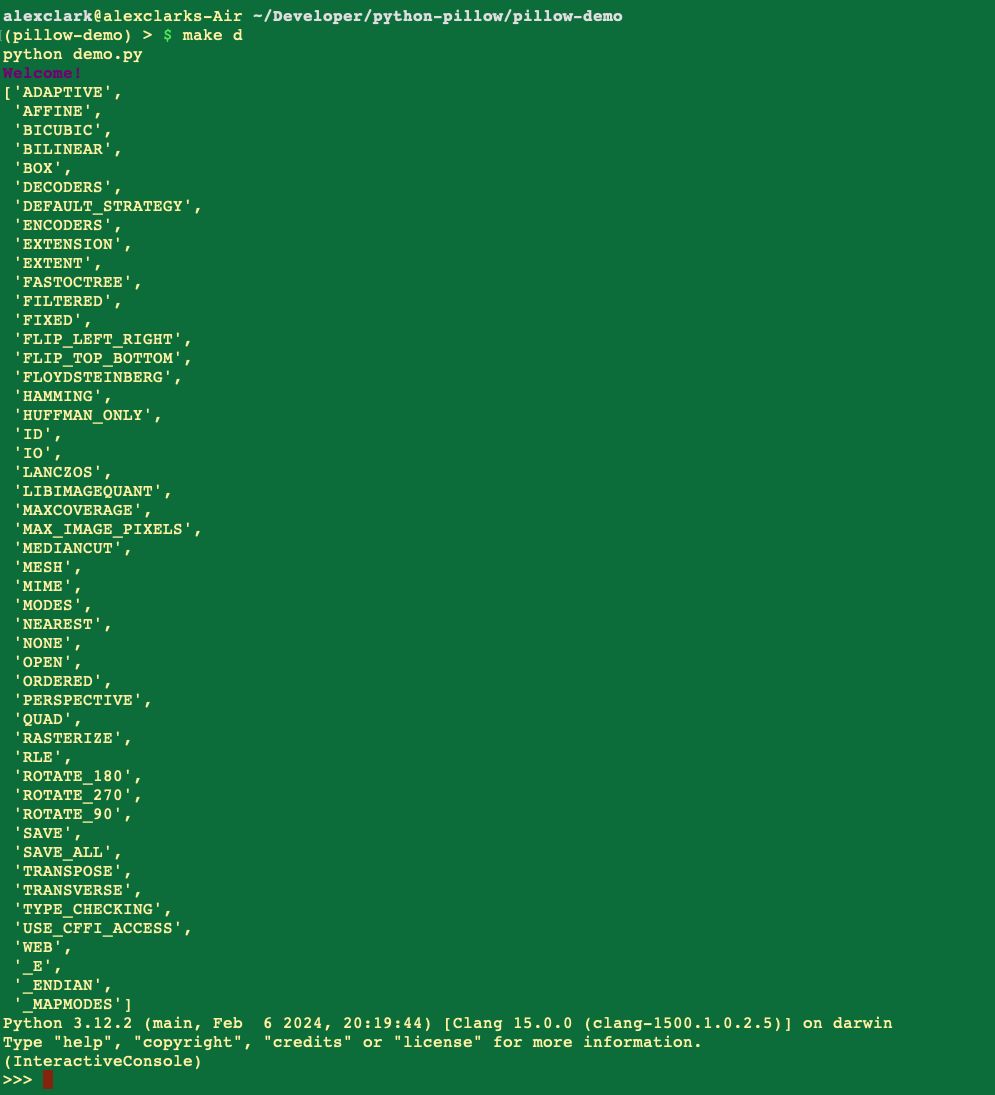 alexclark@alexclarks-Air ~/Developer/python-pillow/pillow-demo
(pillow-demo) > $ make d
python demo.py
Welcome!
['ADAPTIVE',
 'AFFINE',
 'BICUBIC',
 'BILINEAR',
 'BOX',
 'DECODERS',
 'DEFAULT_STRATEGY',
 'ENCODERS',
 'EXTENSION',
 'EXTENT',
 'FASTOCTREE',
 'FILTERED',
 'FIXED',
 'FLIP_LEFT_RIGHT',
 'FLIP_TOP_BOTTOM',
 'FLOYDSTEINBERG',
 'HAMMING',
 'HUFFMAN_ONLY',
 'ID',
 'IO',
 'LANCZOS',
 'LIBIMAGEQUANT',
 'MAXCOVERAGE',
 'MAX_IMAGE_PIXELS',
 'MEDIANCUT',
 'MESH',
 'MIME',
 'MODES',
 'NEAREST',
 'NONE',
 'OPEN',
 'ORDERED',
 'PERSPECTIVE',
 'QUAD',
 'RASTERIZE',
 'RLE',
 'ROTATE_180',
 'ROTATE_270',
 'ROTATE_90',
 'SAVE',
 'SAVE_ALL',
 'TRANSPOSE',
 'TRANSVERSE',
 'TYPE_CHECKING',
 'USE_CFFI_ACCESS',
 'WEB',
 '_E',
 '_ENDIAN',
 '_MAPMODES']
Python 3.12.2 (main, Feb  6 2024, 20:19:44) [Clang 15.0.0 (clang-1500.1.0.2.5)] on darwin
Type "help", "copyright", "credits" or "license" for more information.
(InteractiveConsole)
>>>